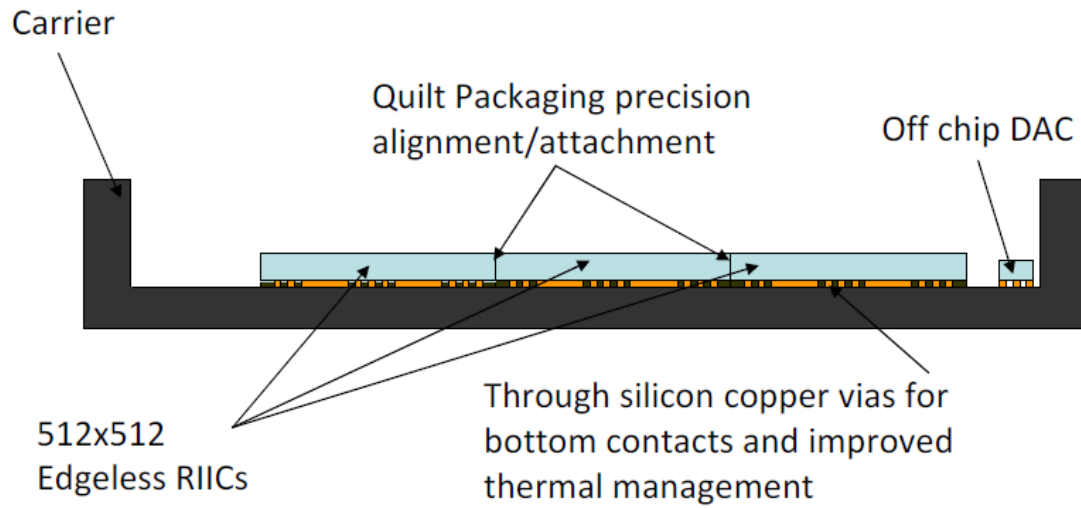 Carrier
Quilt Packaging precision
alignment/attachment
Off chip DAC
512x512
Edgeless RIICs
Through silicon copper vias for
bottom contacts and improved
thermal management